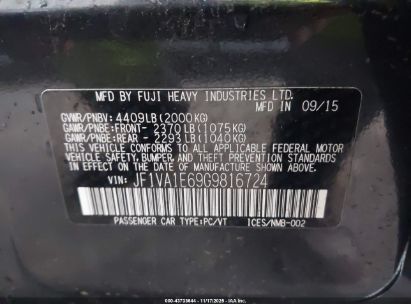 MFD BY FUJI HEAVY INDUSTRIES LTD.
MFD IN 09/15
GVWR/PNBV: 4409LB(2000KG)
GAWR/PNBE:FRONT- 2370LB(1075KG)
GAWR/PNBE:REAR - 2293LB(1040KG)
THIS VEHICLE CONFORMS TO ALL APPLICABLE FEDERAL MOTOR
VEHICLE SAFETY, BUMPER, AND THEFT PREVENTION STANDARDS
IN EFFECT ON THE DATE OF MANUFACTURE SHOWN ABOVE.
VIN: JF1VA1E69G9816724
PASSENGER CAR TYPE:PC/VT ICES/NMB-002